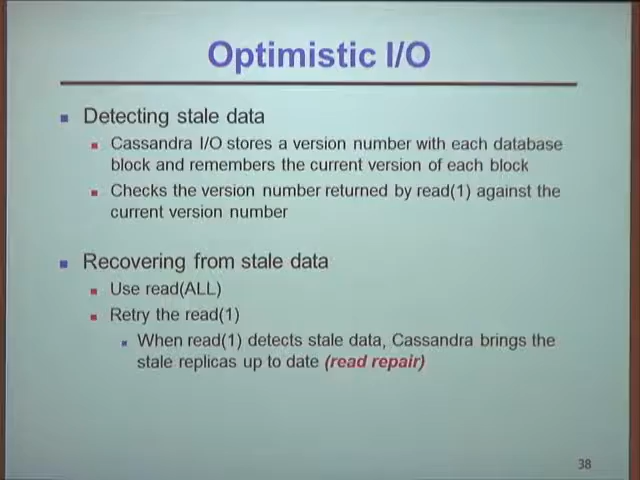 Optimistic I/O
Detecting stale data
Cassandra I/O stores a version number with each database
block and remembers the current version of each block
Checks the version number returned by read(1) against the
current version number
Recovering from stale data
Use read(ALL)
Retry the read(1)
When read(1) detects stale data, Cassandra brings the
stale replicas up to date (read repair)
38